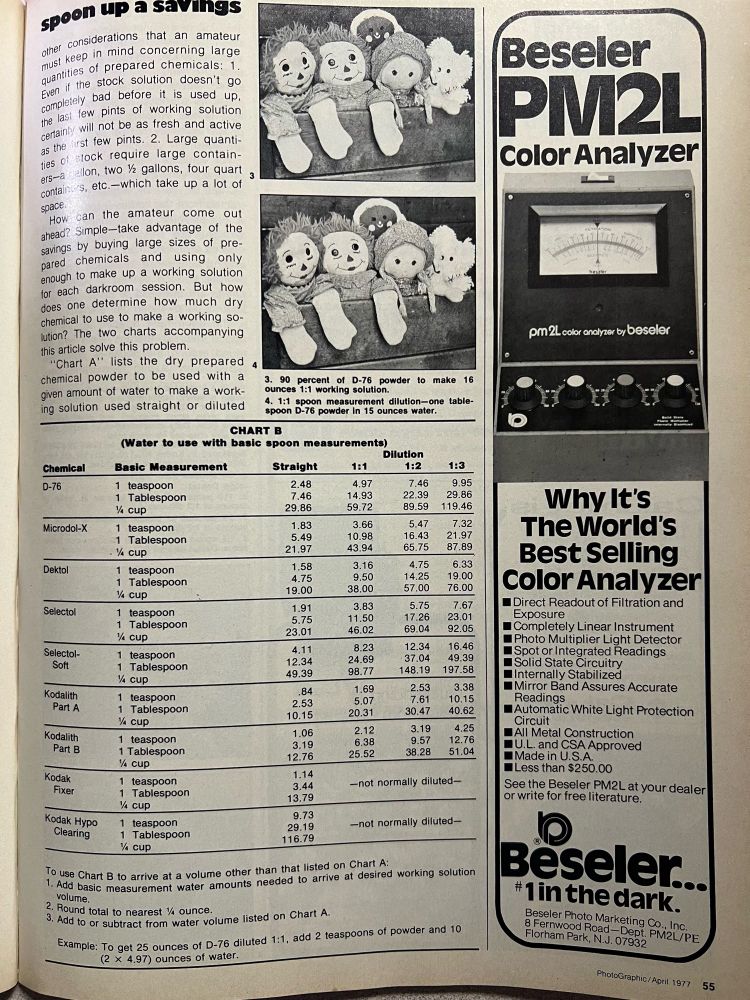 spoon up a savings
other considerations that an amateur
must keep in mind concerning large
quantities of prepared chemicals: 1.
Even if the stock solution doesn't go
completely bad before it is used up,
the last few pints of working solution
certainly will not be as fresh and active
as the first few pints. 2. Large quanti-
ties of stock require large contain-
ers—a gallon, two ½ gallons, four quart
containers, etc.—which take up a lot of
space.
How can the amateur come out
ahead? Simple—take advantage of the
savings by buying large sizes of pre-
pared chemicals and using only
enough to make up a working solution
for each darkroom session. But how
does one determine how much dry
chemical to use to make a working so-
lution? The two charts accompanying
this article solve this problem.
"Chart A" lists the dry prepared
chemical powder to be used with a
given amount of water to make a work-
ing solution used straight or diluted
3
4
3. 90 percent of D-76 powder to make 16
ounces 1:1 working solution.
4. 1:1 spoon measurement dilution—one table-
spoon D-76 powder in 15 ounces water.
CHART B
(Water to use with basic spoon measurements)
Dilution
Chemical Basic Measurement Straight 1:1 1:2 1:3
D-76 1 teaspoon 2.48 4.97 7.46 9.95
1 Tablespoon 7.46 14.93 22.39 29.86
¼ cup 29.86 59.72 89.59 119.46
Microdol-X 1 teaspoon 1.83 3.66 5.47 7.32
1 Tablespoon 5.49 10.98 16.43 21.97
¼ cup 21.97 43.94 65.75 87.89
Dektol 1 teaspoon 1.58 3.16 4.75 6.33
1 Tablespoon 4.75 9.50 14.25 19.00
¼ cup 19.00 38.00 57.00 76.00
Selectol 1 teaspoon 1.91 3.83 5.75 7.67
1 Tablespoon 5.75 11.50 17.26 23.01
¼ cup 23.01 46.02 69.04 92.05
Selectol- 1 teaspoon 4.11 8.23 12.34 16.46
Soft 1 Tablespoon 12.34 24.69 37.04 49.39
¼ cup 49.39 98.77 148.19 197.58
Kodalith 1 teaspoon .84 1.69 2.53 3.38
Part A 1 Tablespoon 2.53 5.07 7.61 10.15
¼ cup 10.15 20.31 30.47 40.62
Kodalith 1 teaspoon 1.06 2.12 3.19 4.25
Part B 1 Tablespoon 3.19 6.38 9.57 12.76
¼ cup 12.76 25.52 38.28 51.04
Kodak 1 teaspoon 1.14
Fixer 1 Tablespoon 3.44 —not normally diluted—
¼ cup 13.79
Kodak Hypo 1 teaspoon 9.73
Clearing 1 Tablespoon 29.19 —not normally diluted—
¼ cup 116.79
To use Chart B to arrive at a volume other than that listed on Chart A:
1. Add basic measurement water amounts needed to arrive at desired working solution
volume.
2. Round total to nearest ¼ ounce.
3. Add to or subtract from water volume listed on Chart A.
Example: To get 25 ounces of D-76 diluted 1:1, add 2 teaspoons of powder and 10
(2 × 4.97) ounces of water.
Beseler
PM2L
Color Analyzer
beseler
pm2L color analyzer by beseler
Solid State
Photo Multiplier
Internally Stabilized
Why It's
The World's
Best Selling
Color Analyzer
■ Direct Readout of Filtration and
Exposure
■ Completely Linear Instrument
■ Photo Multiplier Light Detector
■ Spot or Integrated Readings
■ Solid State Circuitry
■ Internally Stabilized
■ Mirror Band Assures Accurate
Readings
■ Automatic White Light Protection
Circuit
■ All Metal Construction
■ U.L. and CSA Approved
■ Made in U.S.A.
■ Less than $250.00
See the Beseler PM2L at your dealer
or write for free literature.
®
Beseler...
#1 in the dark.
Beseler Photo Marketing Co., Inc.
8 Fernwood Road—Dept. PM2L/PE
Florham Park, N.J. 07932
PhotoGraphic/April 1977 55